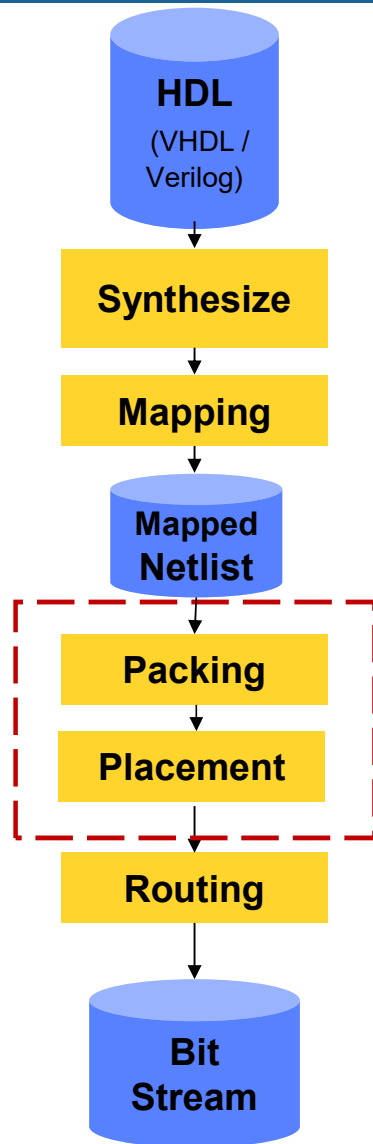 HDL
(VHDL /
Verilog)
Synthesize
Mapping
Mapped
Netlist
Packing
Placement
Routing
Bit
Stream